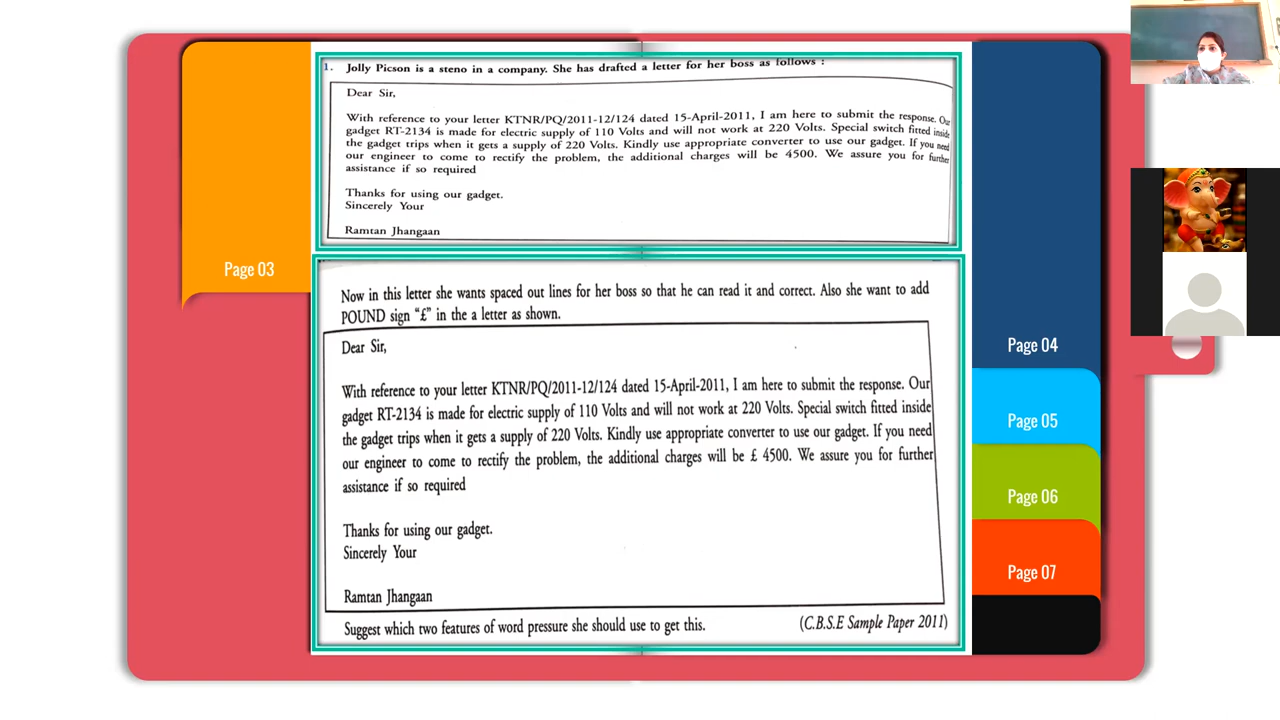 1. Jolly Picson is a steno in a company. She has drafted a letter for her boss as follows :
Dear Sir,
With reference to your letter KTNR/PQ/2011-12/124 dated 15-April-2011, I am here to submit the response. Our
gadget RT-2134 is made for electric supply of 110 Volts and will not work at 220 Volts. Special switch fitted inside
the gadget trips when it gets a supply of 220 Volts. Kindly use appropriate converter to use our gadget. If you need
our engineer to come to rectify the problem, the additional charges will be 4500. We assure you for further
assistance if so required
Thanks for using our gadget.
Sincerely Your
Ramtan Jhangaan
Page 03
Now in this letter she wants spaced out lines for her boss so that he can read it and correct. Also she want to add
POUND sign “£” in the a letter as shown.
Dear Sir,
With reference to your letter KTNR/PQ/2011-12/124 dated 15-April-2011, I am here to submit the response. Our
gadget RT-2134 is made for electric supply of 110 Volts and will not work at 220 Volts. Special switch fitted inside
the gadget trips when it gets a supply of 220 Volts. Kindly use appropriate converter to use our gadget. If you need
our engineer to come to rectify the problem, the additional charges will be £ 4500. We assure you for further
assistance if so required
Thanks for using our gadget.
Sincerely Your
Ramtan Jhangaan
Suggest which two features of word pressure she should use to get this.
(C.B.S.E Sample Paper 2011)
Page 04
Page 05
Page 06
Page 07